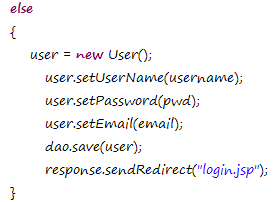 else
{
user = new User();
user.setUserName(username);
user.setPassword(pwd);
user.setEmail(email);
dao.save(user);
response.sendRedirect("login.jsp");
}